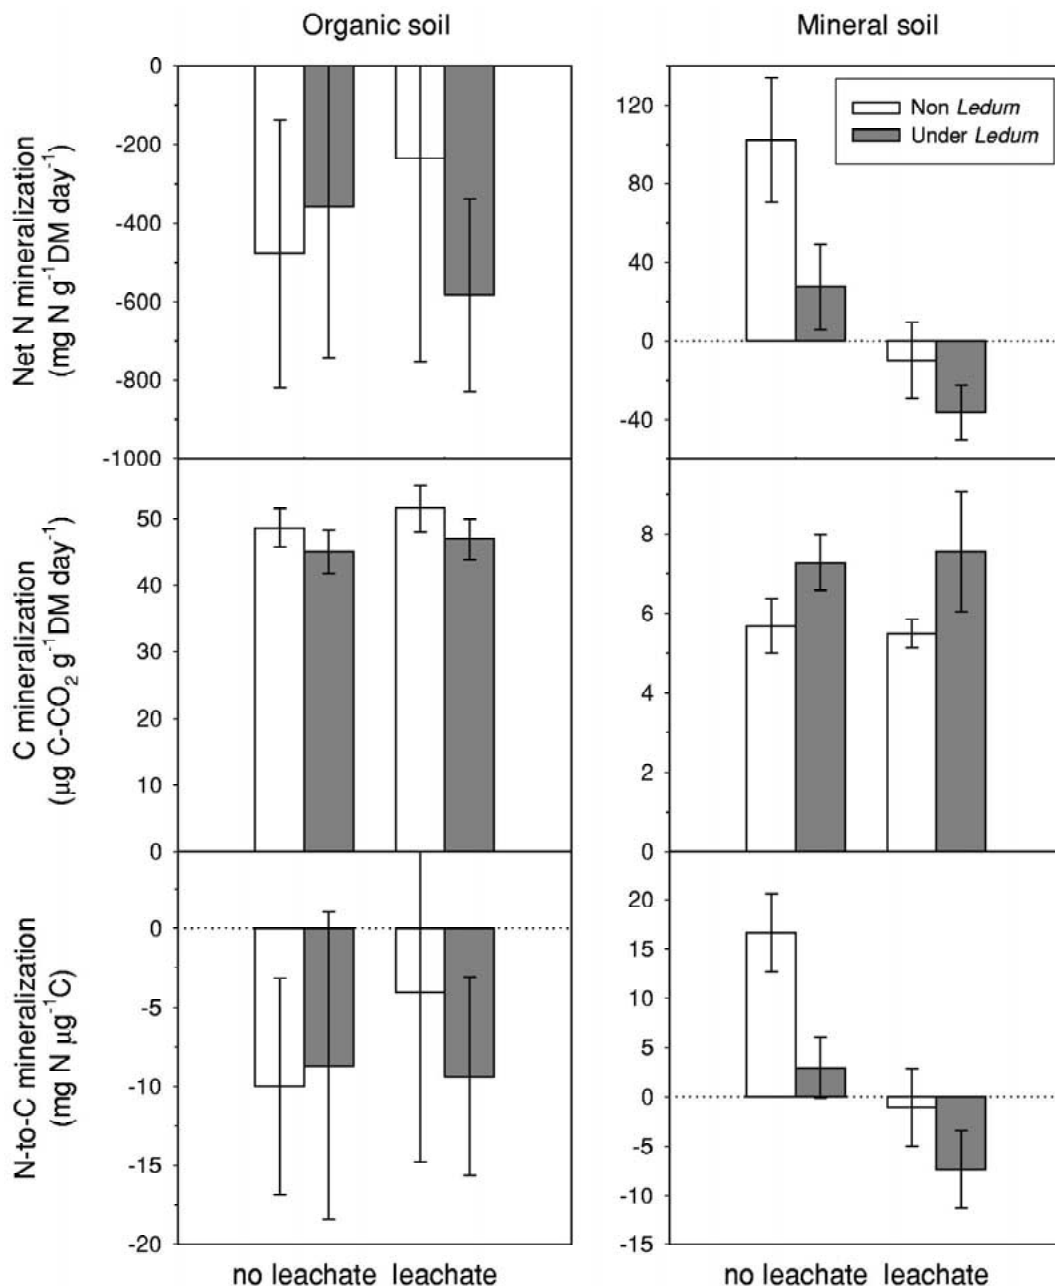 Organic soil
Mineral soil
Net N mineralization
(mg N g⁻¹DM day⁻¹)
0
-200
-400
-600
-800
-1000
120
80
40
0
-40
Non Ledum
Under Ledum
C mineralization
(µg C-CO₂ g⁻¹DM day⁻¹)
50
40
30
20
10
0
8
6
4
2
0
N-to-C mineralization
(mg N µg⁻¹C)
0
-5
-10
-15
-20
20
15
10
5
0
-5
-10
-15
no leachate leachate
no leachate leachate